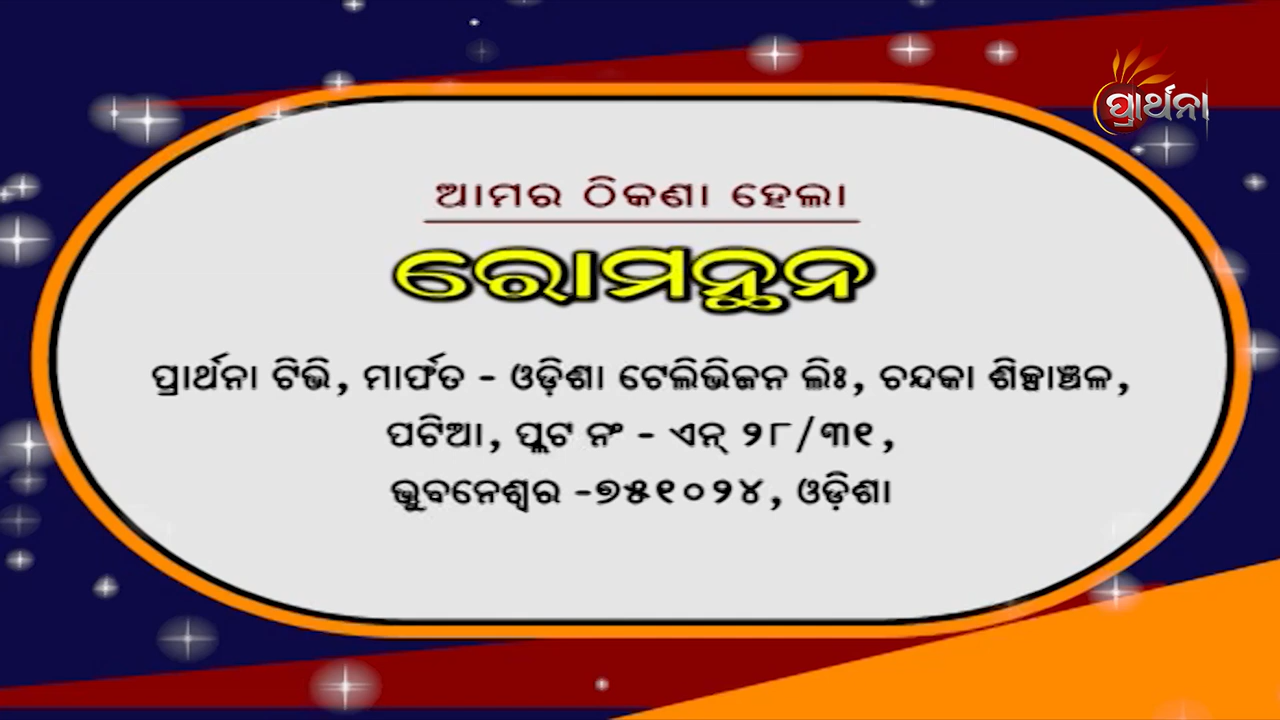 ପ୍ରାର୍ଥନା
ଆମର ଠିକଣା ହେଲା
ରୋମନ୍ଥନ
ପ୍ରାର୍ଥନା ଟିଭି, ମାର୍ଫତ - ଓଡ଼ିଶା ଟେଲିଭିଜନ ଲିଃ, ଚନ୍ଦକା ଶିଳ୍ପାଞ୍ଚଳ,
ପଟିଆ, ପ୍ଲଟ ନଂ - ଏନ୍ ୨୮/୩୧,
ଭୁବନେଶ୍ୱର -୭୫୧୦୨୪, ଓଡ଼ିଶା